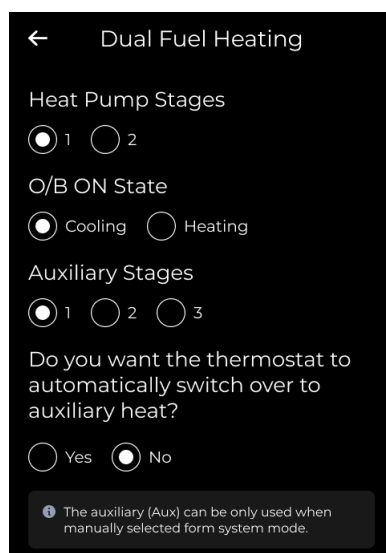 Dual Fuel Heating
Heat Pump Stages
1 2
O/B ON State
Cooling Heating
Auxiliary Stages
1 2 3
Do you want the thermostat to
automatically switch over to
auxiliary heat?
Yes No
The auxiliary (Aux) can be only used when
manually selected form system mode.